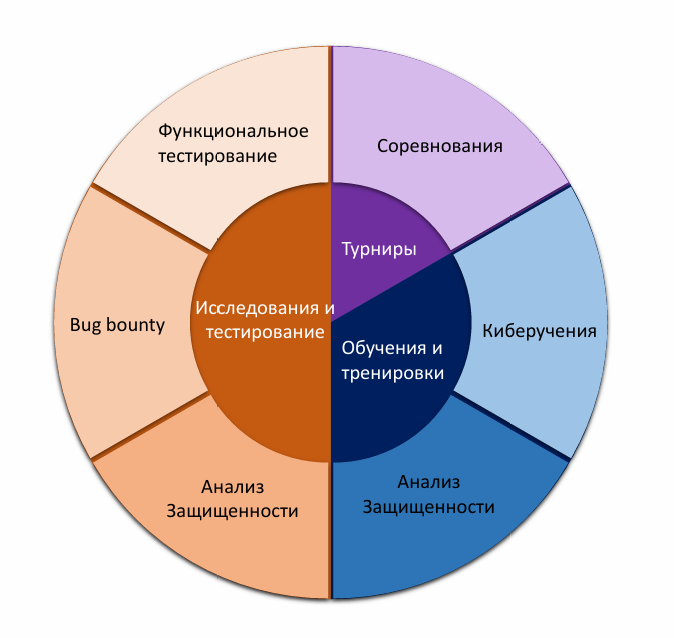 Функциональное
тестирование
Соревнования
Турниры
Исследования и
тестирование
Bug bounty
Киберучения
Обучения и
тренировки
Анализ
Защищенности
Анализ
Защищенности